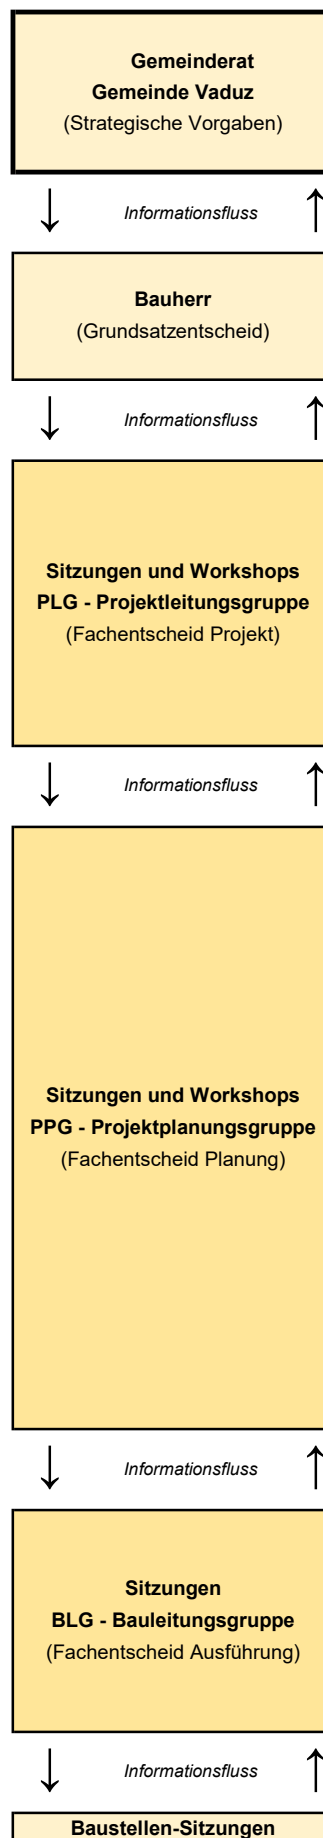 Gemeinderat
Gemeinde Vaduz
(Strategische Vorgaben)
Informationsfluss
Bauherr
(Grundsatzentscheid)
Informationsfluss
Sitzungen und Workshops
PLG - Projektleitungsgruppe
(Fachentscheid Projekt)
Informationsfluss
Sitzungen und Workshops
PPG - Projektplanungsgruppe
(Fachentscheid Planung)
Informationsfluss
Sitzungen
BLG - Bauleitungsgruppe
(Fachentscheid Ausführung)
Informationsfluss
Baustellen-Sitzungen